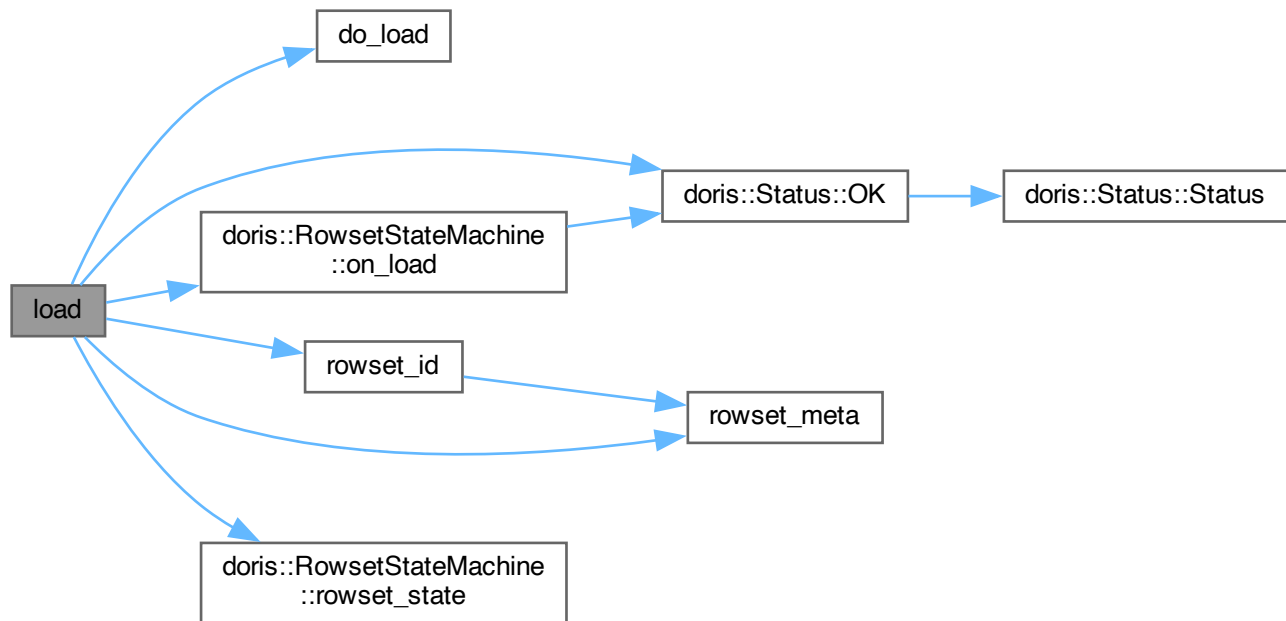 do_load
doris::Status::OK
doris::Status::Status
doris::RowsetStateMachine
::on_load
load
rowset_id
rowset_meta
doris::RowsetStateMachine
::rowset_state